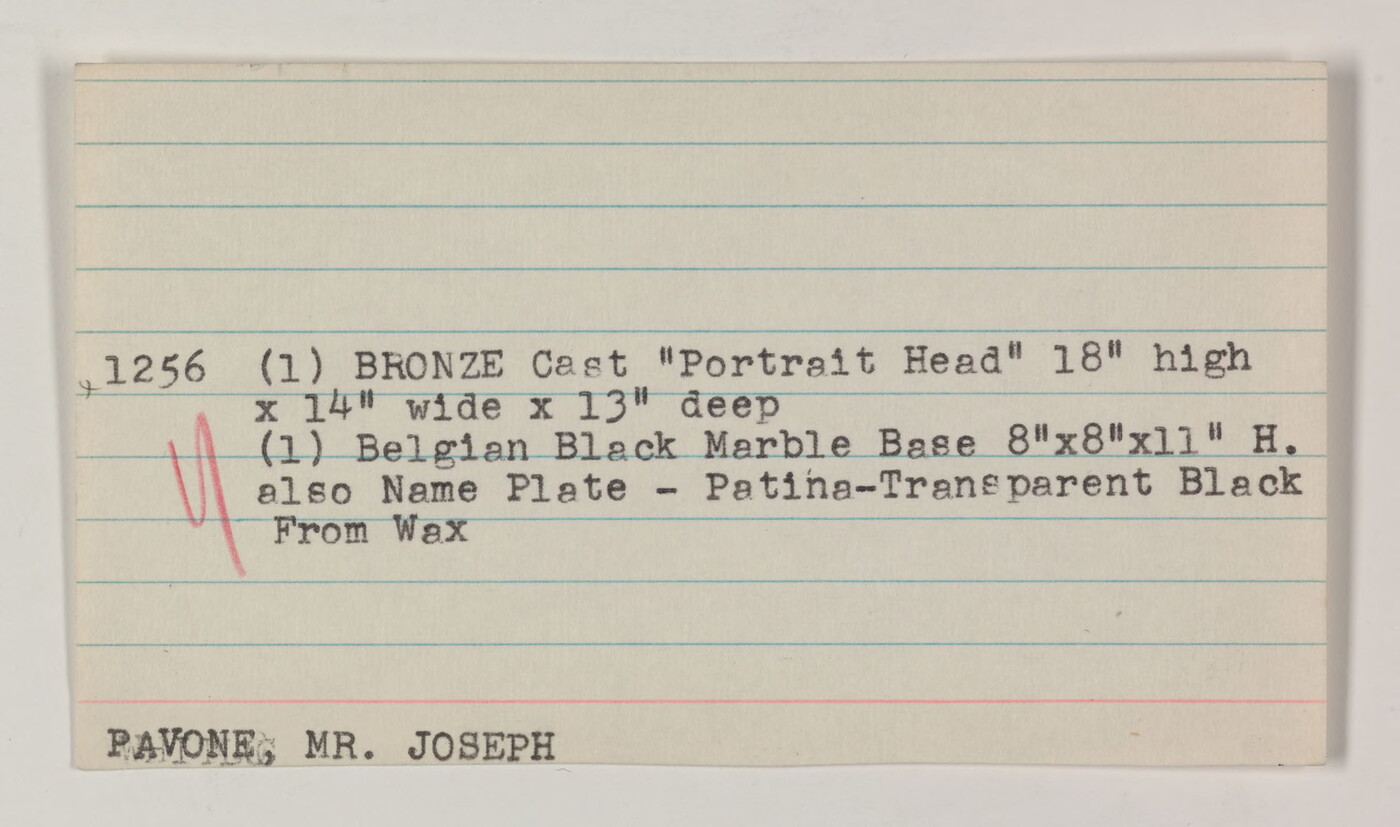 1256 (1) BRONZE Cast "Portrait Head" 18" high
x 14" wide x 13" deep
(1) Belgian Black Marble Base 8"x8"x11" H.
also Name Plate - Patina-Transparent Black
From Wax
PAVONE, MR. JOSEPH